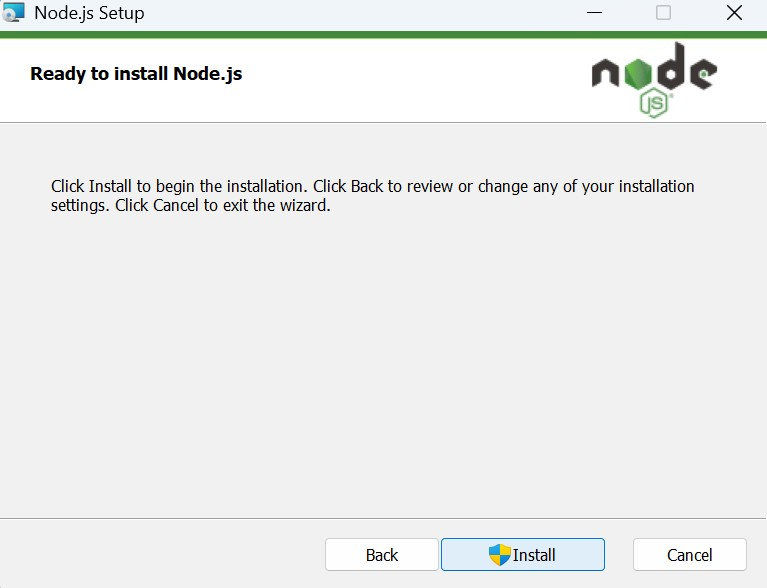 Node.js Setup
Ready to install Node.js
node
JS
Click Install to begin the installation. Click Back to review or change any of your installation
settings. Click Cancel to exit the wizard.
Back
Install
Cancel